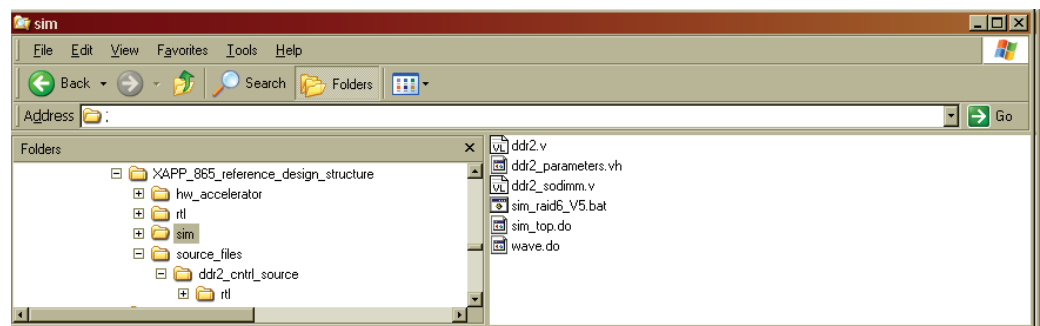 sim
File Edit View Favorites Tools Help
Back Search Folders
Address : Go
Folders
XAPP_865_reference_design_structure
hw_accelerator
rtl
sim
source_files
ddr2_cntrl_source
rtl
ddr2.v
ddr2_parameters.vh
ddr2_sodimm.v
sim_raid6_V5.bat
sim_top.do
wave.do